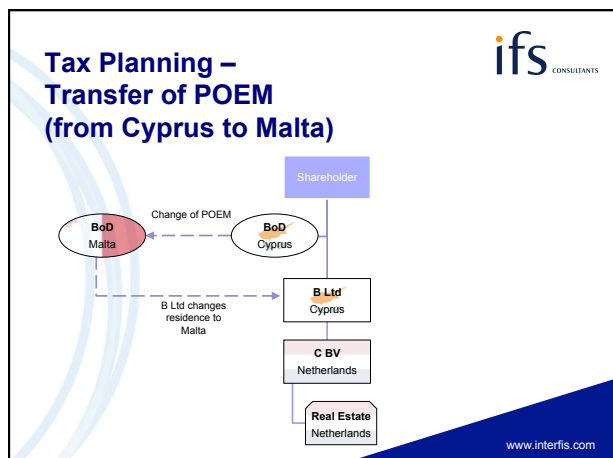 Tax Planning –
Transfer of POEM
(from Cyprus to Malta)
ifs CONSULTANTS
Shareholder
Change of POEM
BoD
Malta
BoD
Cyprus
B Ltd changes
residence to
Malta
B Ltd
Cyprus
C BV
Netherlands
Real Estate
Netherlands
www.interfis.com